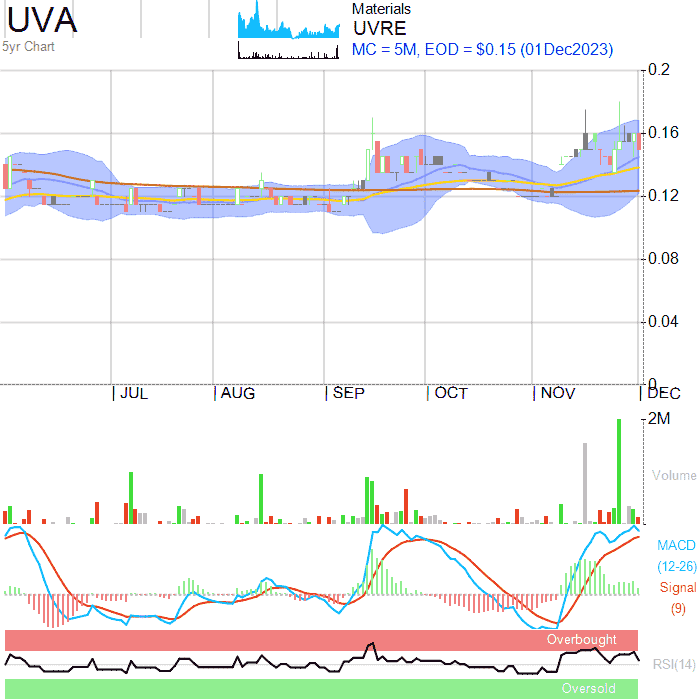 UVA
5yr Chart
Materials
UVRE
MC = 5M, EOD = $0.15 (01Dec2023)
0.2
0.16
0.12
0.08
0.04
0
JUL AUG SEP OCT NOV DEC
2M
Volume
MACD
(12-26)
Signal
(9)
Overbought
RSI(14)
Oversold